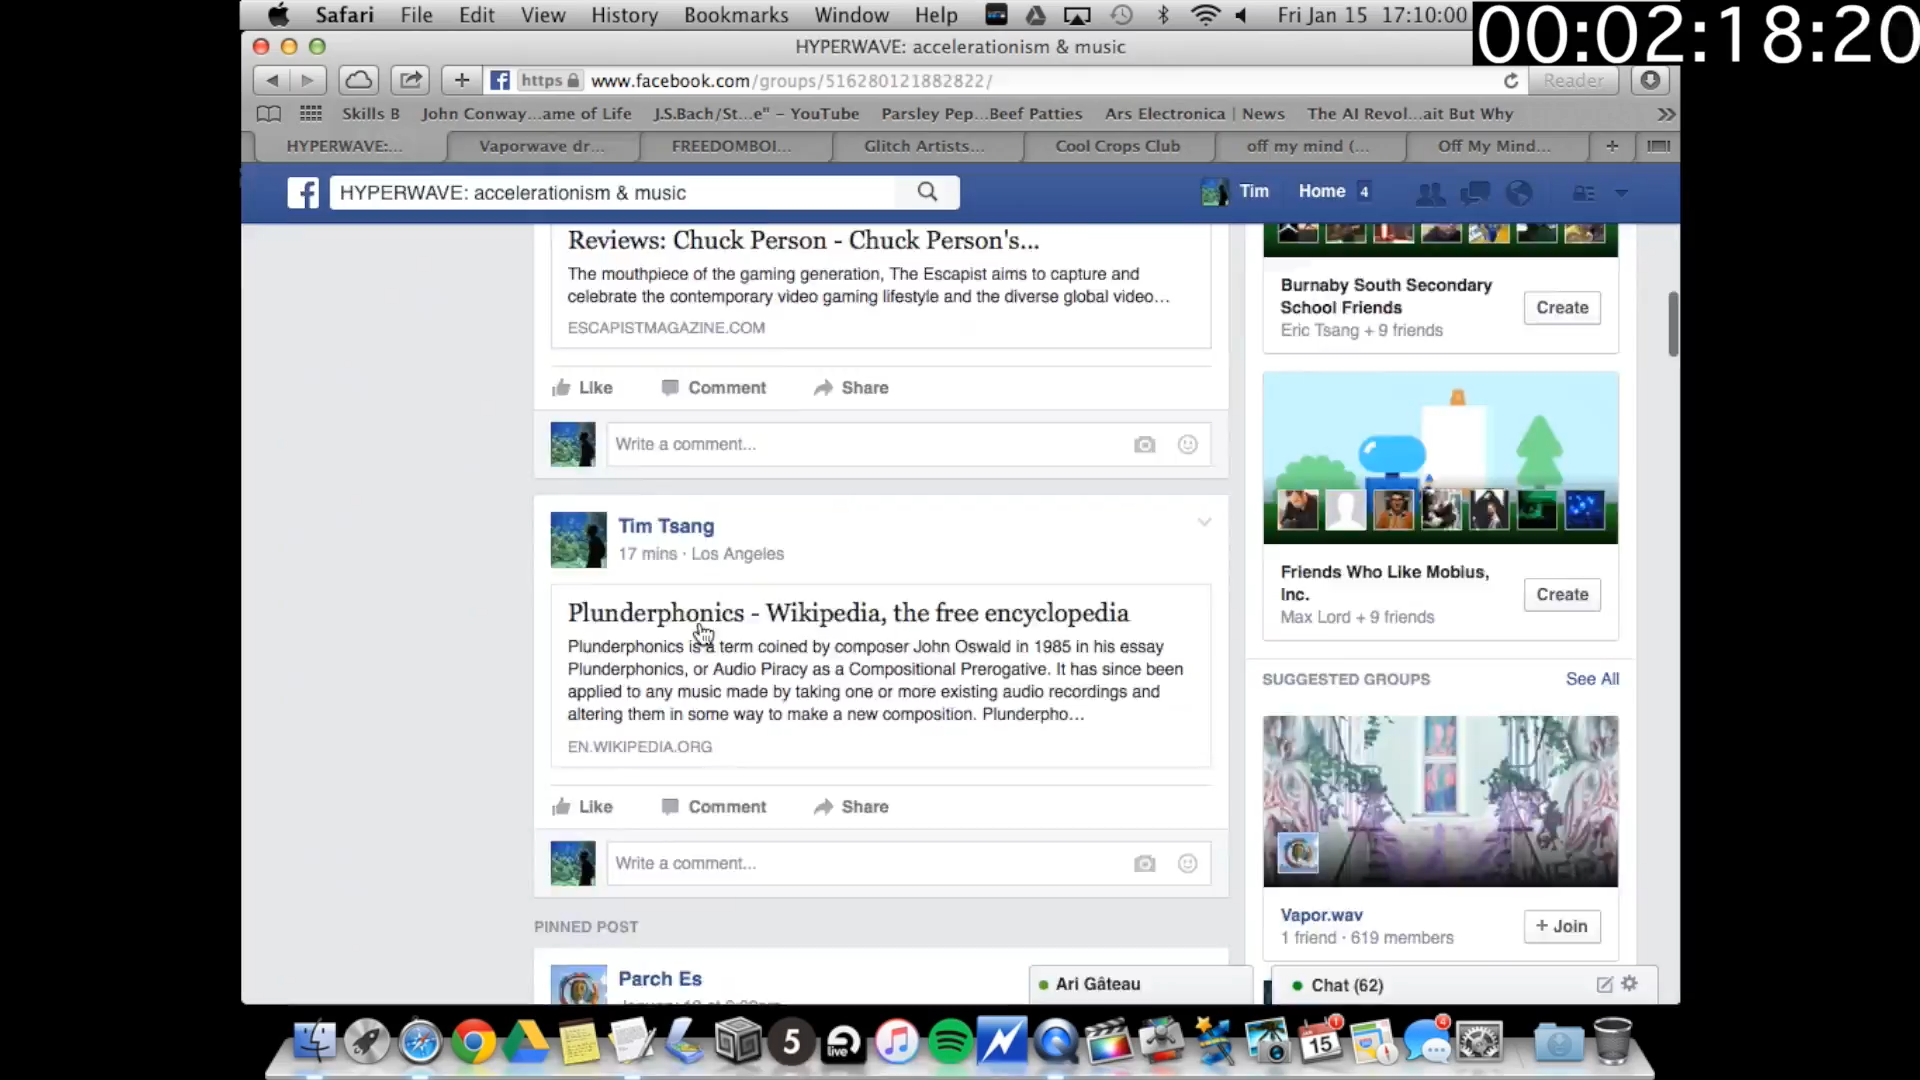 Safari File Edit View History Bookmarks Window Help Fri Jan 15 17:10:00
00:02:18:20
HYPERWAVE: accelerationism & music
https www.facebook.com/groups/516280121882822/ Reader
Skills B John Conway...ame of Life J.S.Bach/St...e" – YouTube Parsley Pep...Beef Patties Ars Electronica | News The AI Revol...ait But Why
HYPERWAVE:... Vaporwave dr... FREEDOMBOI... Glitch Artists... Cool Crops Club off my mind (... Off My Mind...
HYPERWAVE: accelerationism & music
Tim Home 4
Reviews: Chuck Person - Chuck Person's...
The mouthpiece of the gaming generation, The Escapist aims to capture and
celebrate the contemporary video gaming lifestyle and the diverse global video...
ESCAPISTMAGAZINE.COM
Like Comment Share
Write a comment...
Tim Tsang
17 mins · Los Angeles
Plunderphonics - Wikipedia, the free encyclopedia
Plunderphonics is a term coined by composer John Oswald in 1985 in his essay
Plunderphonics, or Audio Piracy as a Compositional Prerogative. It has since been
applied to any music made by taking one or more existing audio recordings and
altering them in some way to make a new composition. Plunderpho...
EN.WIKIPEDIA.ORG
Like Comment Share
Write a comment...
PINNED POST
Parch Es
Burnaby South Secondary
School Friends
Eric Tsang + 9 friends
Create
Friends Who Like Mobius,
Inc.
Max Lord + 9 friends
Create
SUGGESTED GROUPS See All
Vapor.wav
1 friend · 619 members
+ Join
Ari Gâteau
Chat (62)
5
live
1
15
4